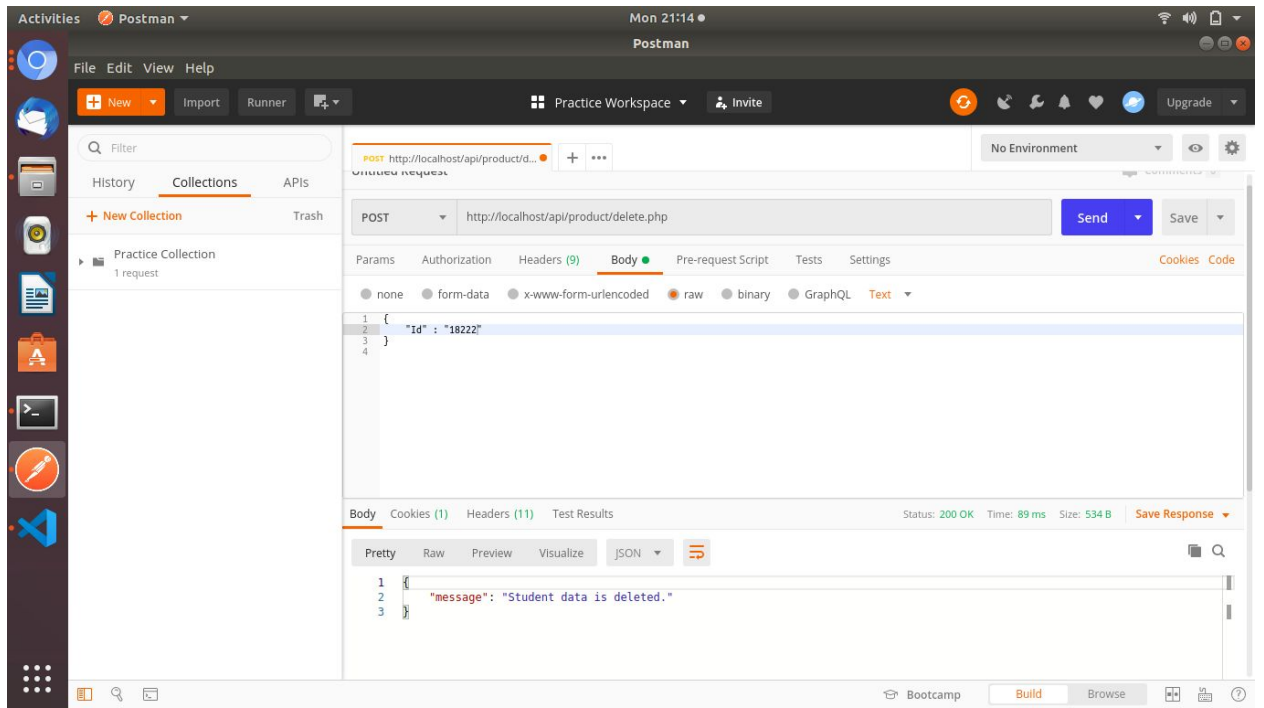 Activities Postman Mon 21:14
Postman
File Edit View Help
New Import Runner Practice Workspace Invite Upgrade
Filter
History Collections APIs
New Collection Trash
Practice Collection
1 request
POST http://localhost/api/product/d...
No Environment
Untitled Request Comments 0
POST http://localhost/api/product/delete.php Send Save
Params Authorization Headers (9) Body Pre-request Script Tests Settings Cookies Code
none form-data x-www-form-urlencoded raw binary GraphQL Text
1 {
2 "Id" : "18222"
3 }
4
Body Cookies (1) Headers (11) Test Results Status: 200 OK Time: 89 ms Size: 534 B Save Response
Pretty Raw Preview Visualize JSON
1 {
2 "message": "Student data is deleted."
3 }
Bootcamp Build Browse